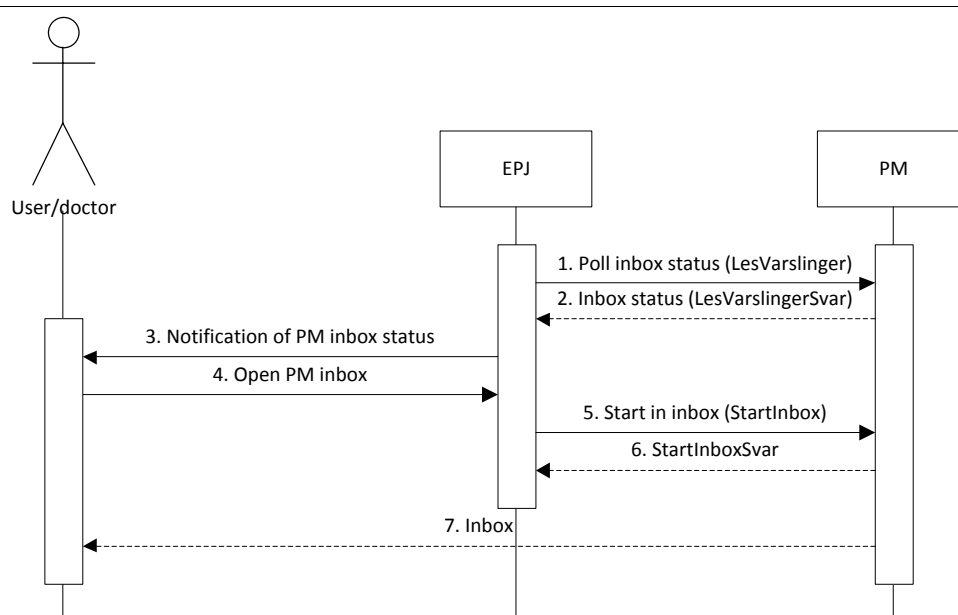 EPJ
PM
User/doctor
1. Poll inbox status (LesVarslinger)
2. Inbox status (LesVarslingerSvar)
3. Notification of PM inbox status
4. Open PM inbox
5. Start in inbox (StartInbox)
6. StartInboxSvar
7. Inbox